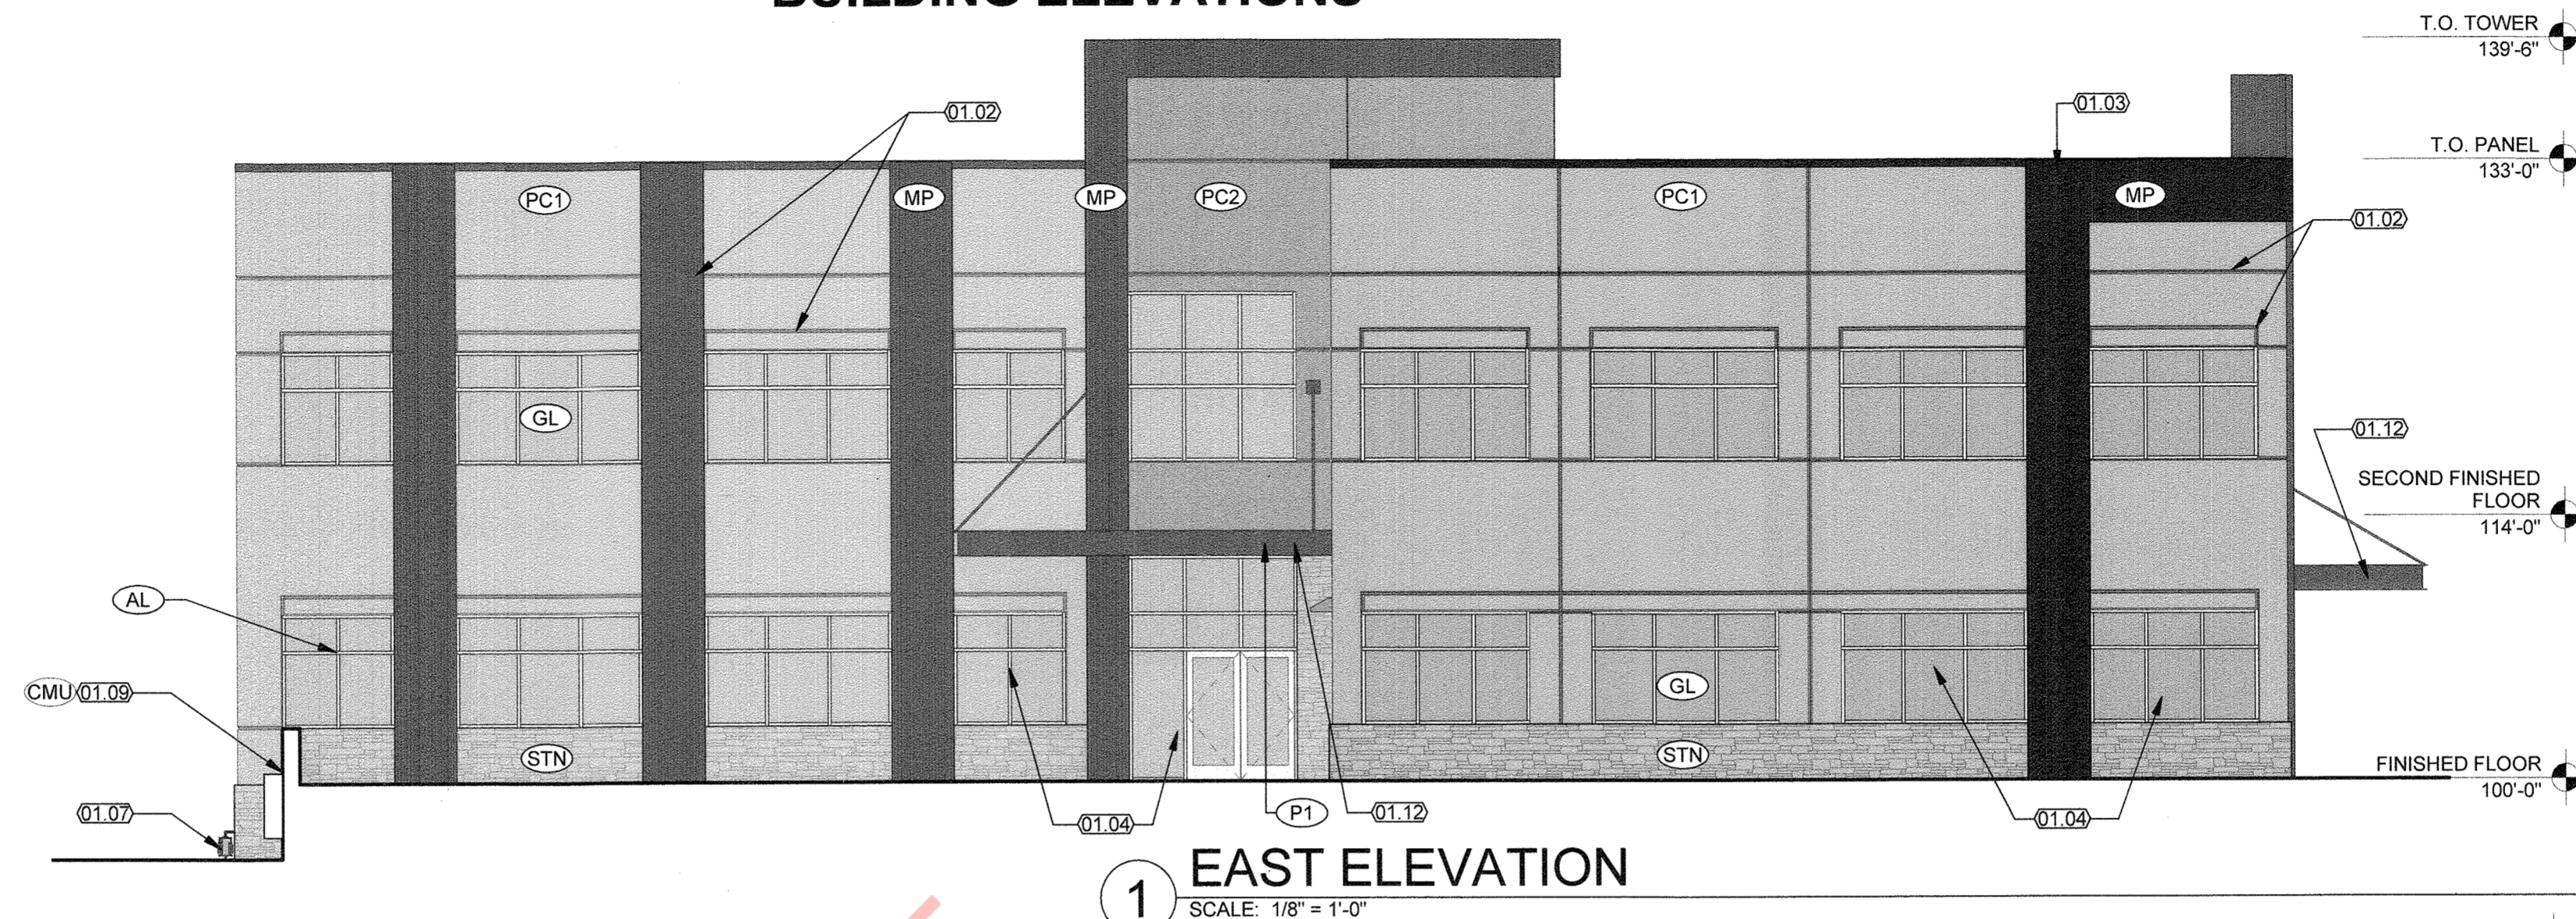 BUILDING ELEVATIONS
T.O. TOWER
139'-6"
01.02
01.03
T.O. PANEL
133'-0"
PC1
MP
MP
PC2
PC1
MP
01.02
GL
01.12
SECOND FINISHED
FLOOR
114'-0"
AL
CMU 01.09
GL
STN
STN
FINISHED FLOOR
100'-0"
01.07
01.04
P1
01.12
01.04
1
EAST ELEVATION
SCALE: 1/8" = 1'-0"